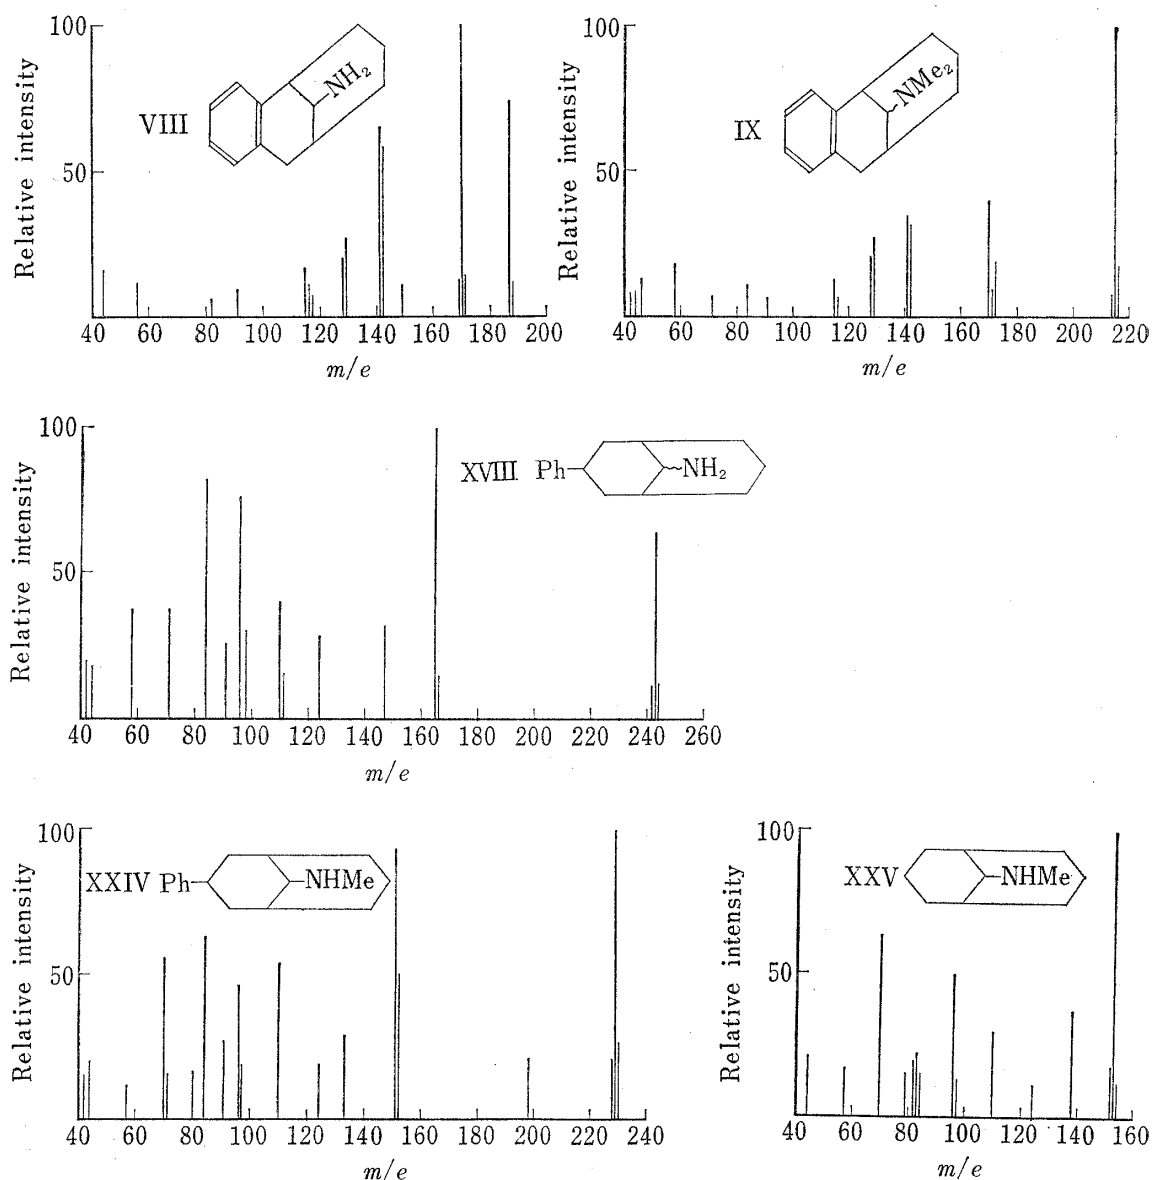 100
50
Relative intensity
VIII
NH₂
40 60 80 100 120 140 160 180 200
m/e
100
50
Relative intensity
IX
NMe₂
40 60 80 100 120 140 160 180 200 220
m/e
100
50
Relative intensity
XVIII Ph NH₂
40 60 80 100 120 140 160 180 200 220 240 260
m/e
100
50
Relative intensity
XXIV Ph NHMe
40 60 80 100 120 140 160 180 200 220 240
m/e
100
50
Relative intensity
XXV NHMe
40 60 80 100 120 140 160
m/e